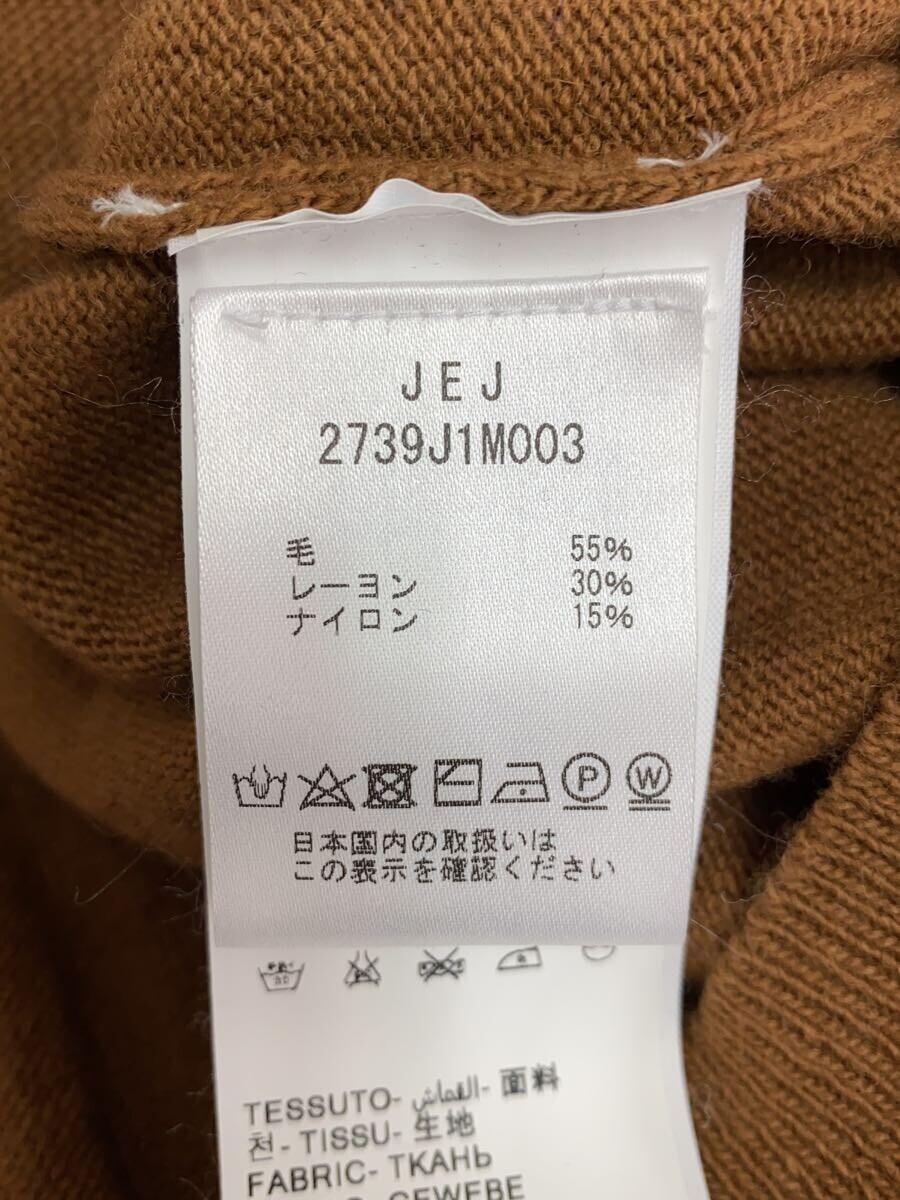 JEJ
2739J1M003
毛 55%
レーヨン 30%
ナイロン 15%
P W
日本国内の取扱いは
この表示を確認ください
TESSUTO- القماش- 面料
천- TISSU- 生地
FABRIC- ТКАНЬ
GEWEBE